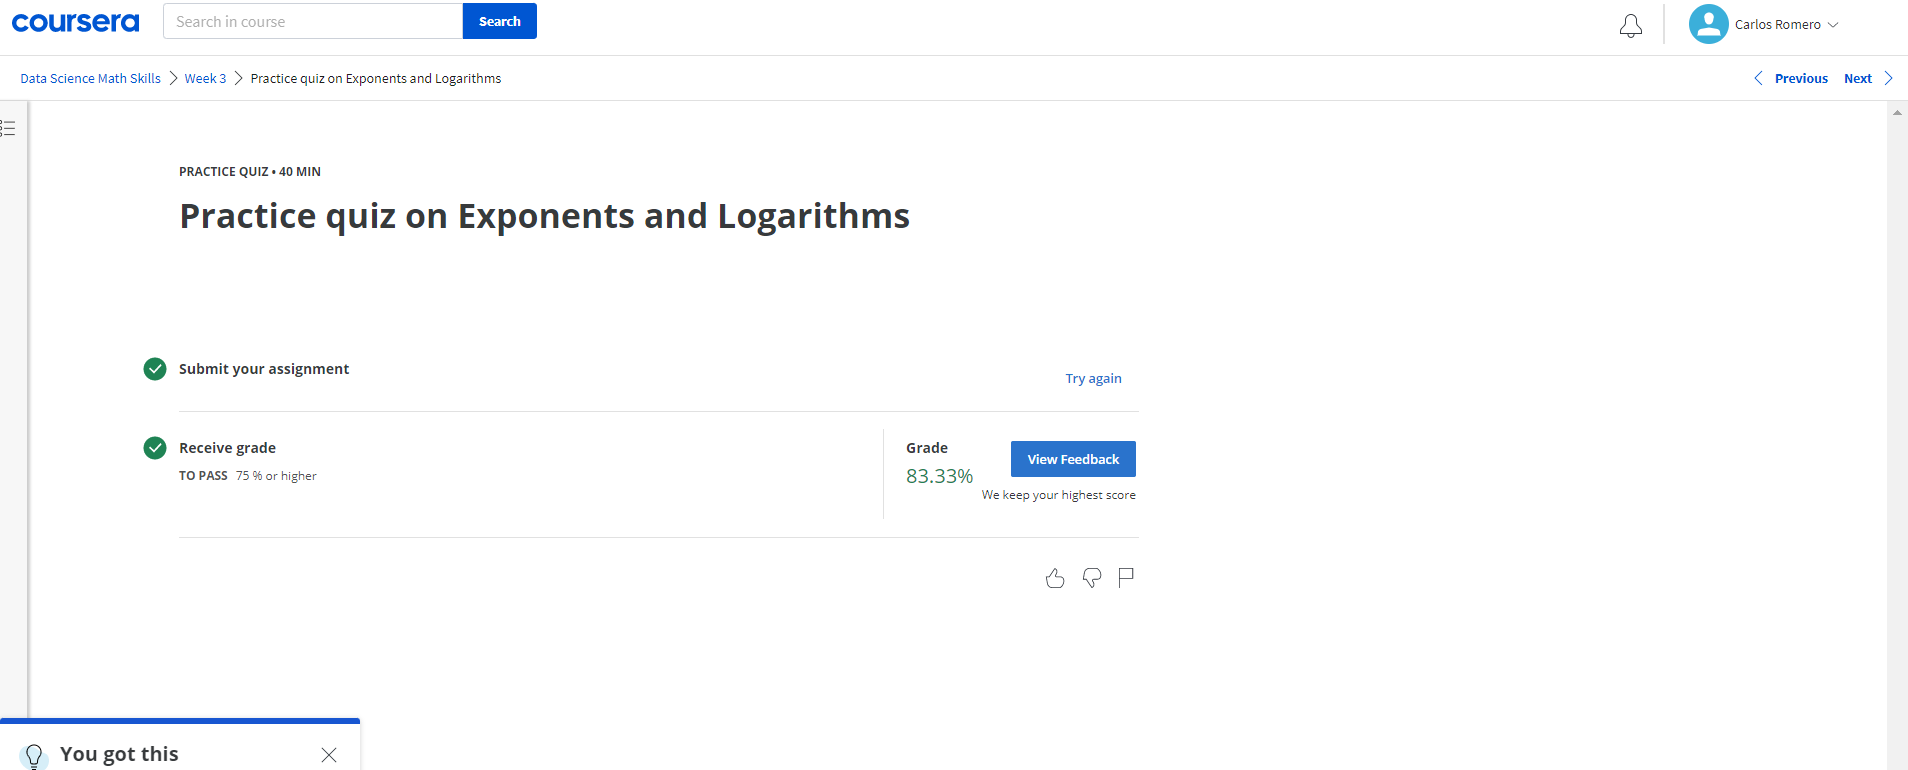 coursera
Search in course
Search
Carlos Romero
Data Science Math Skills
Week 3
Practice quiz on Exponents and Logarithms
Previous
Next
PRACTICE QUIZ • 40 MIN
Practice quiz on Exponents and Logarithms
Submit your assignment
Try again
Receive grade
TO PASS 75 % or higher
Grade
83.33%
View Feedback
We keep your highest score
You got this